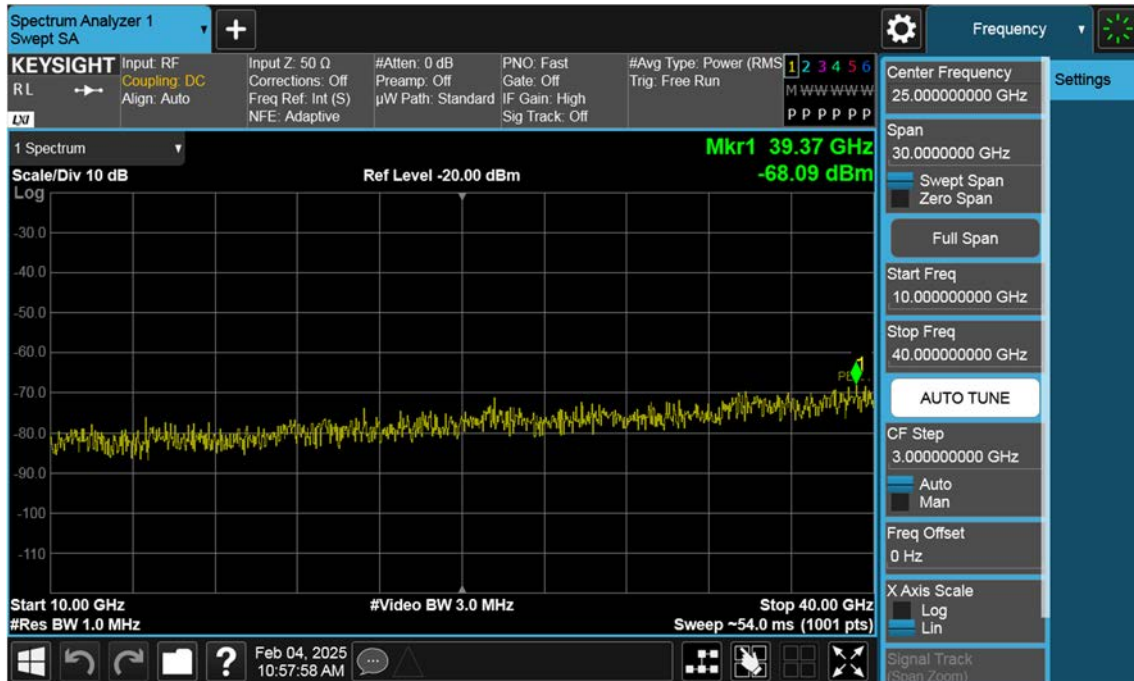 Spectrum Analyzer 1
Swept SA
Frequency
KEYSIGHT
RL
LXI
Input: RF
Coupling: DC
Align: Auto
Input Z: 50 Ω
Corrections: Off
Freq Ref: Int (S)
NFE: Adaptive
#Atten: 0 dB
Preamp: Off
µW Path: Standard
PNO: Fast
Gate: Off
IF Gain: High
Sig Track: Off
#Avg Type: Power (RMS
Trig: Free Run
1 2 3 4 5 6
M W W W W W
P P P P P P
1 Spectrum
Scale/Div 10 dB
Log
Ref Level -20.00 dBm
Mkr1 39.37 GHz
-68.09 dBm
-30.0
-40.0
-50.0
-60.0
-70.0
-80.0
-90.0
-100
-110
1
Start 10.00 GHz
#Res BW 1.0 MHz
#Video BW 3.0 MHz
Stop 40.00 GHz
Sweep ~54.0 ms (1001 pts)
Feb 04, 2025
10:57:58 AM
Center Frequency
25.000000000 GHz
Span
30.0000000 GHz
Swept Span
Zero Span
Full Span
Start Freq
10.000000000 GHz
Stop Freq
40.000000000 GHz
AUTO TUNE
CF Step
3.000000000 GHz
Auto
Man
Freq Offset
0 Hz
X Axis Scale
Log
Lin
Signal Track
(Span Zoom)
Settings